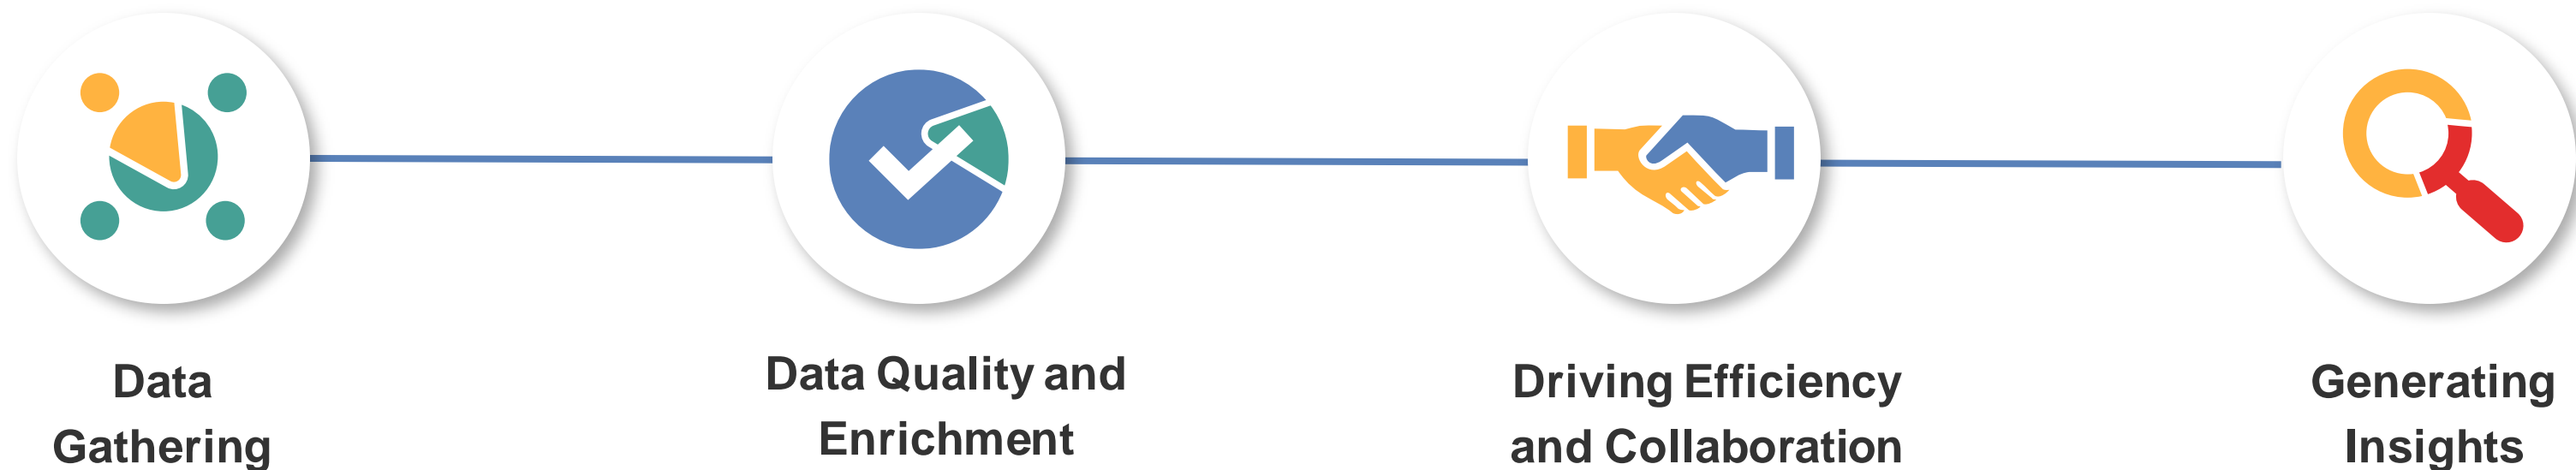 Data
Gathering
Data Quality and
Enrichment
Driving Efficiency
and Collaboration
Generating
Insights